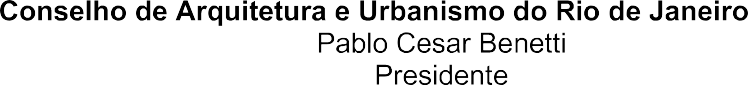 Conselho de Arquitetura e Urbanismo do Rio de Janeiro
Pablo Cesar Benetti
Presidente